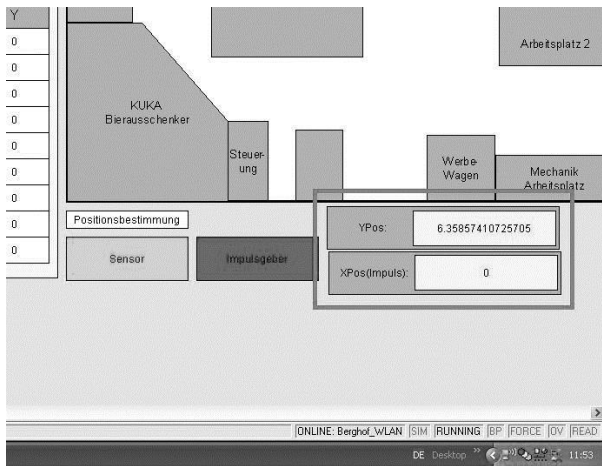 Y
0
0
0
0
0
0
0
0
0
Arbeitsplatz 2
KUKA
Bierausschenker
Steuer-
ung
Werbe-
Wagen
Mechanik
Arbeitsplatz
Positionsbestimmung
Sensor
Impulsgeber
YPos:
6.35857410725705
XPos(Impuls):
0
ONLINE: Berghof_WLAN SIM RUNNING BP FORCE OV READ
DE Desktop » 11:53